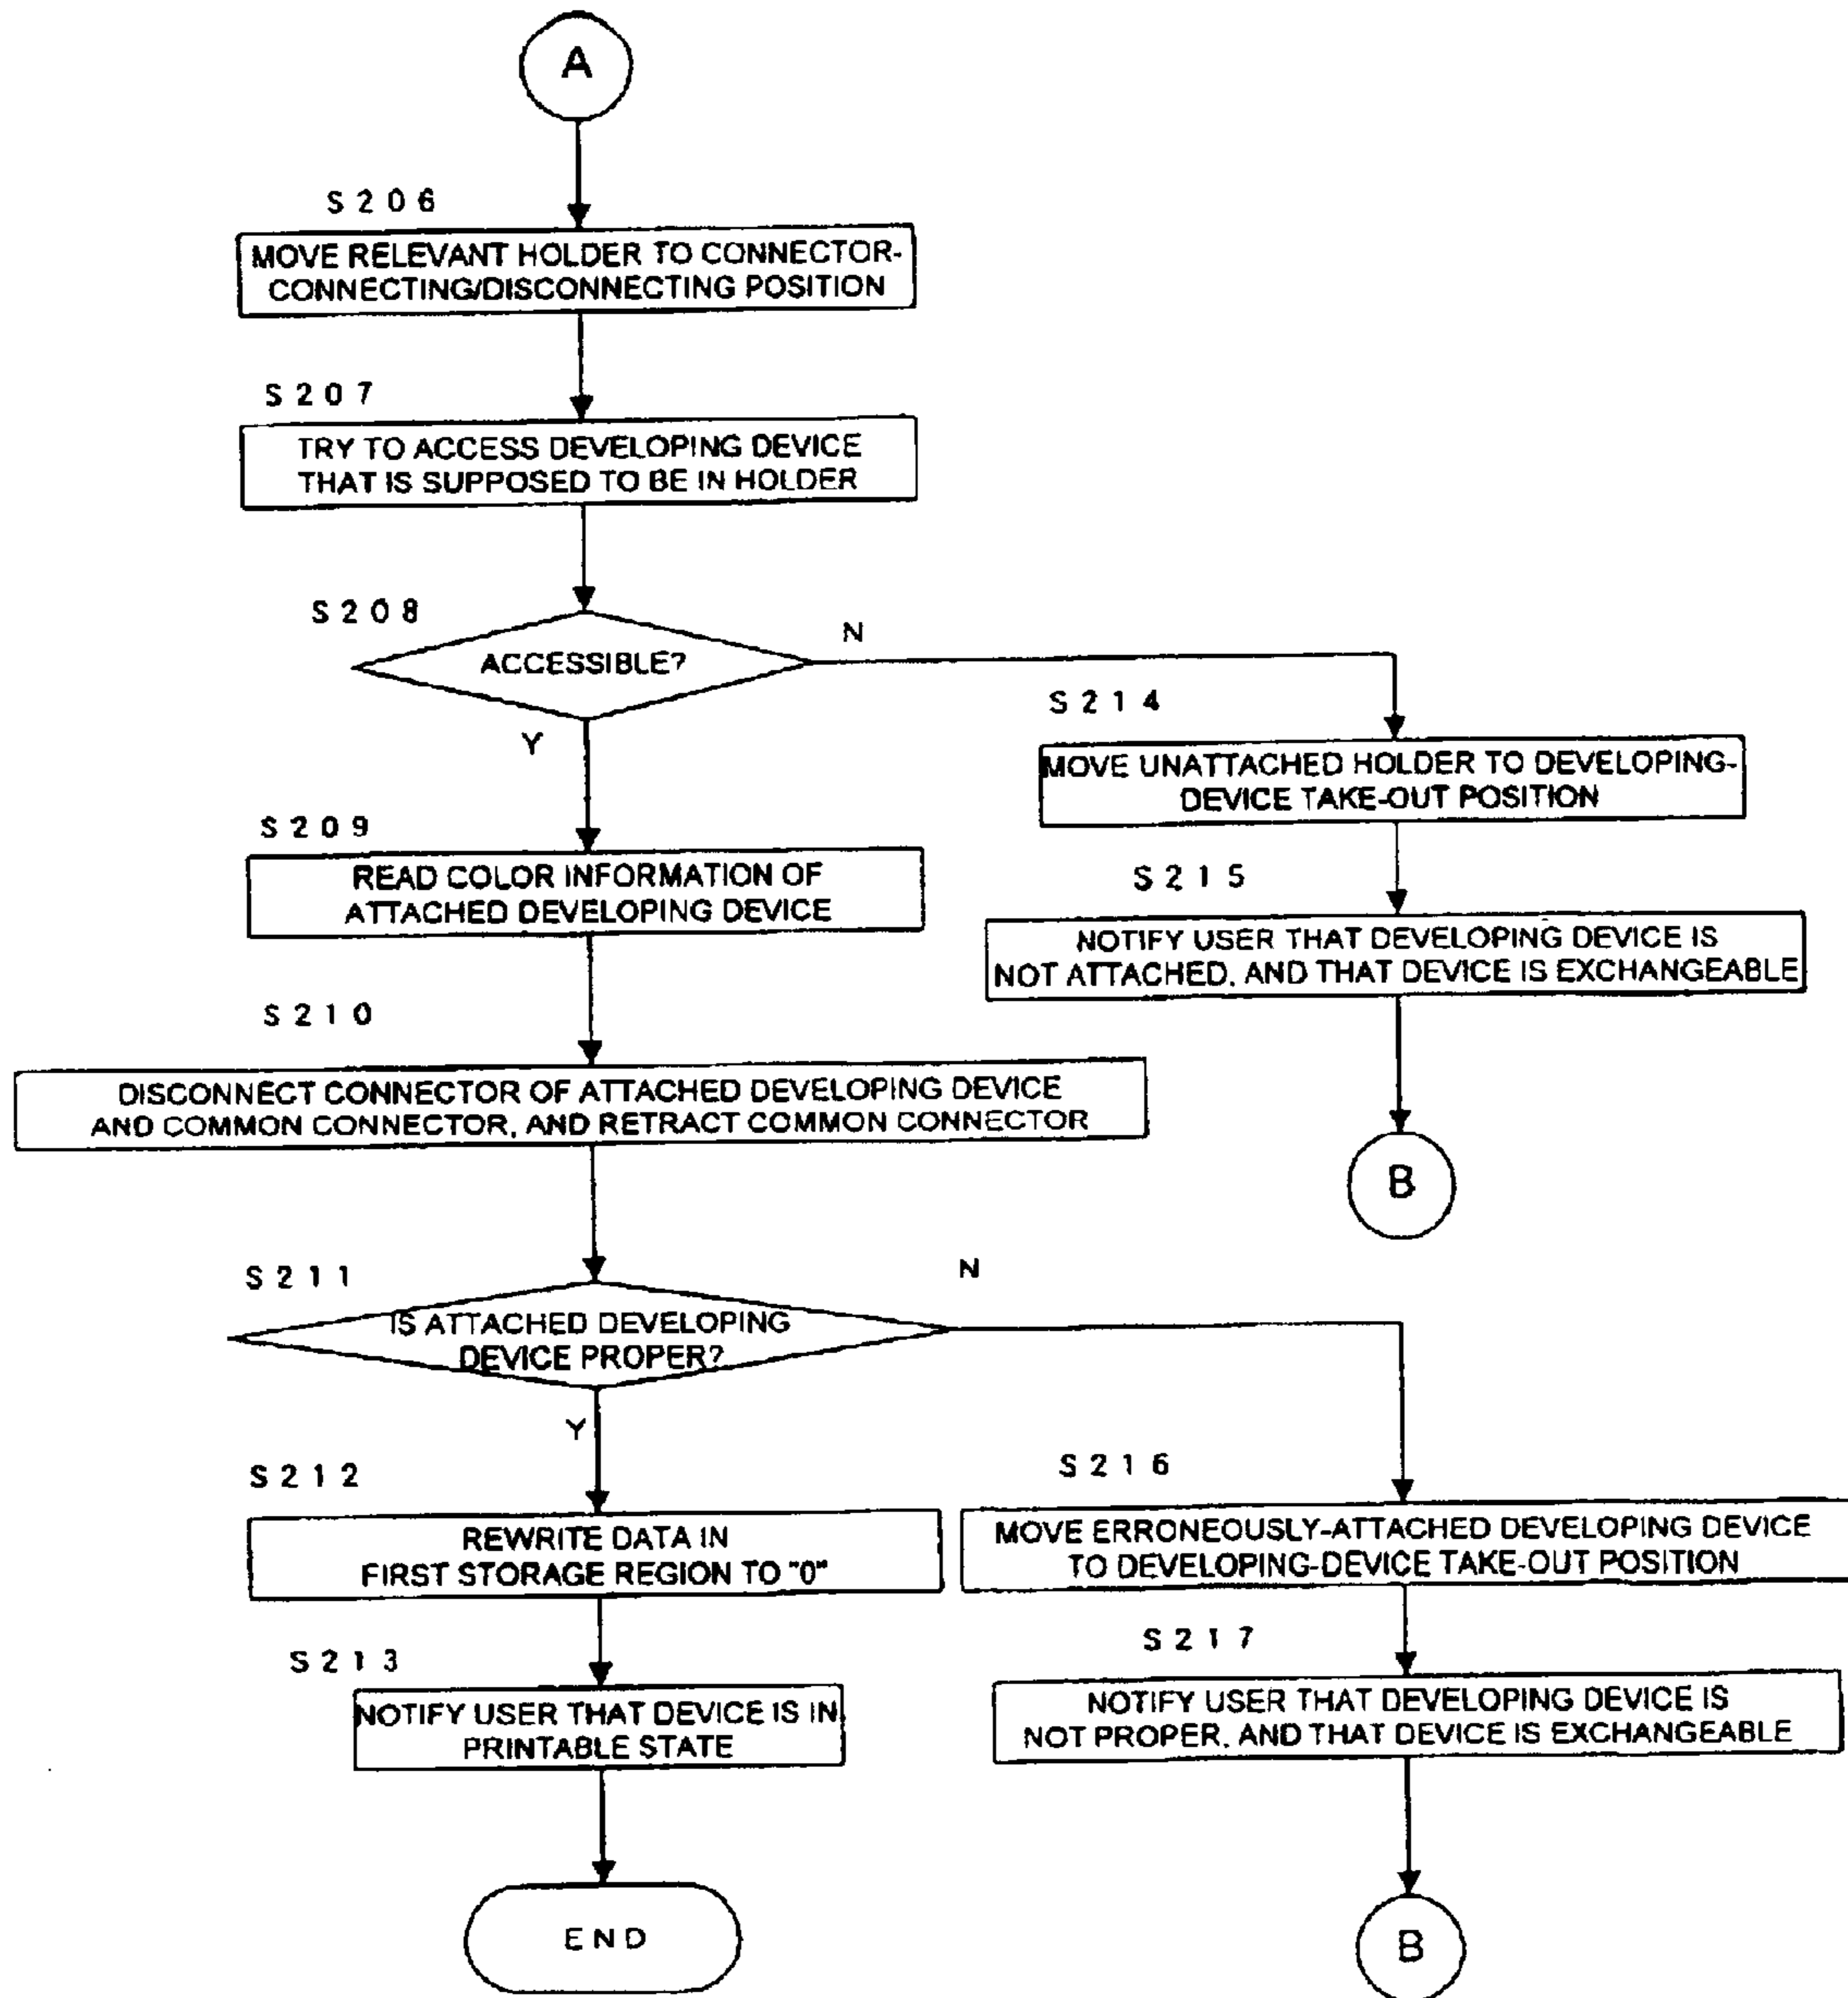 A
S206
MOVE RELEVANT HOLDER TO CONNECTOR-
CONNECTING/DISCONNECTING POSITION
S207
TRY TO ACCESS DEVELOPING DEVICE
THAT IS SUPPOSED TO BE IN HOLDER
S208
ACCESSIBLE?
N
Y
S214
MOVE UNATTACHED HOLDER TO DEVELOPING-
DEVICE TAKE-OUT POSITION
S209
READ COLOR INFORMATION OF
ATTACHED DEVELOPING DEVICE
S215
NOTIFY USER THAT DEVELOPING DEVICE IS
NOT ATTACHED, AND THAT DEVICE IS EXCHANGEABLE
S210
DISCONNECT CONNECTOR OF ATTACHED DEVELOPING DEVICE
AND COMMON CONNECTOR, AND RETRACT COMMON CONNECTOR
B
S211
IS ATTACHED DEVELOPING
DEVICE PROPER?
N
Y
S212
REWRITE DATA IN
FIRST STORAGE REGION TO "0"
S216
MOVE ERRONEOUSLY-ATTACHED DEVELOPING DEVICE
TO DEVELOPING-DEVICE TAKE-OUT POSITION
S213
NOTIFY USER THAT DEVICE IS IN
PRINTABLE STATE
S217
NOTIFY USER THAT DEVELOPING DEVICE IS
NOT PROPER, AND THAT DEVICE IS EXCHANGEABLE
END
B